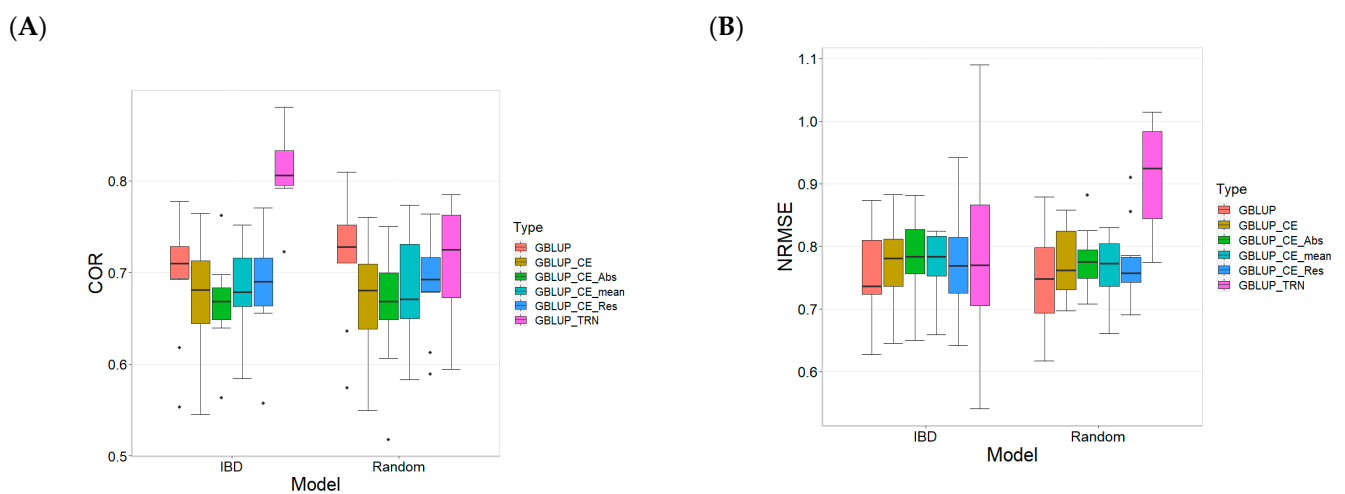 (A)
COR
0.8
0.7
0.6
0.5
IBD
Random
Model
Type
GBLUP
GBLUP_CE
GBLUP_CE_Abs
GBLUP_CE_mean
GBLUP_CE_Res
GBLUP_TRN
(B)
NRMSE
1.1
1.0
0.9
0.8
0.7
0.6
IBD
Random
Model
Type
GBLUP
GBLUP_CE
GBLUP_CE_Abs
GBLUP_CE_mean
GBLUP_CE_Res
GBLUP_TRN